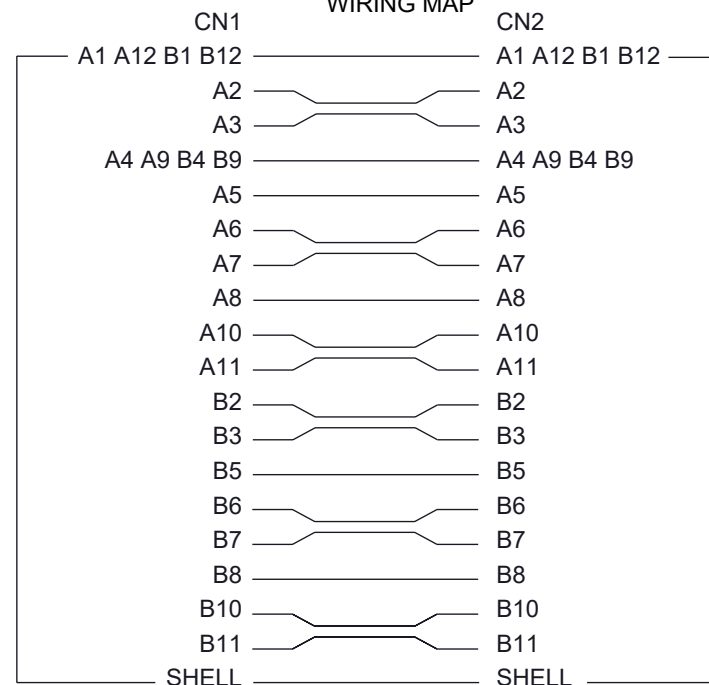 WIRING MAP
CN1 CN2
A1 A12 B1 B12 A1 A12 B1 B12
A2 A2
A3 A3
A4 A9 B4 B9 A4 A9 B4 B9
A5 A5
A6 A6
A7 A7
A8 A8
A10 A10
A11 A11
B2 B2
B3 B3
B5 B5
B6 B6
B7 B7
B8 B8
B10 B10
B11 B11
SHELL SHELL